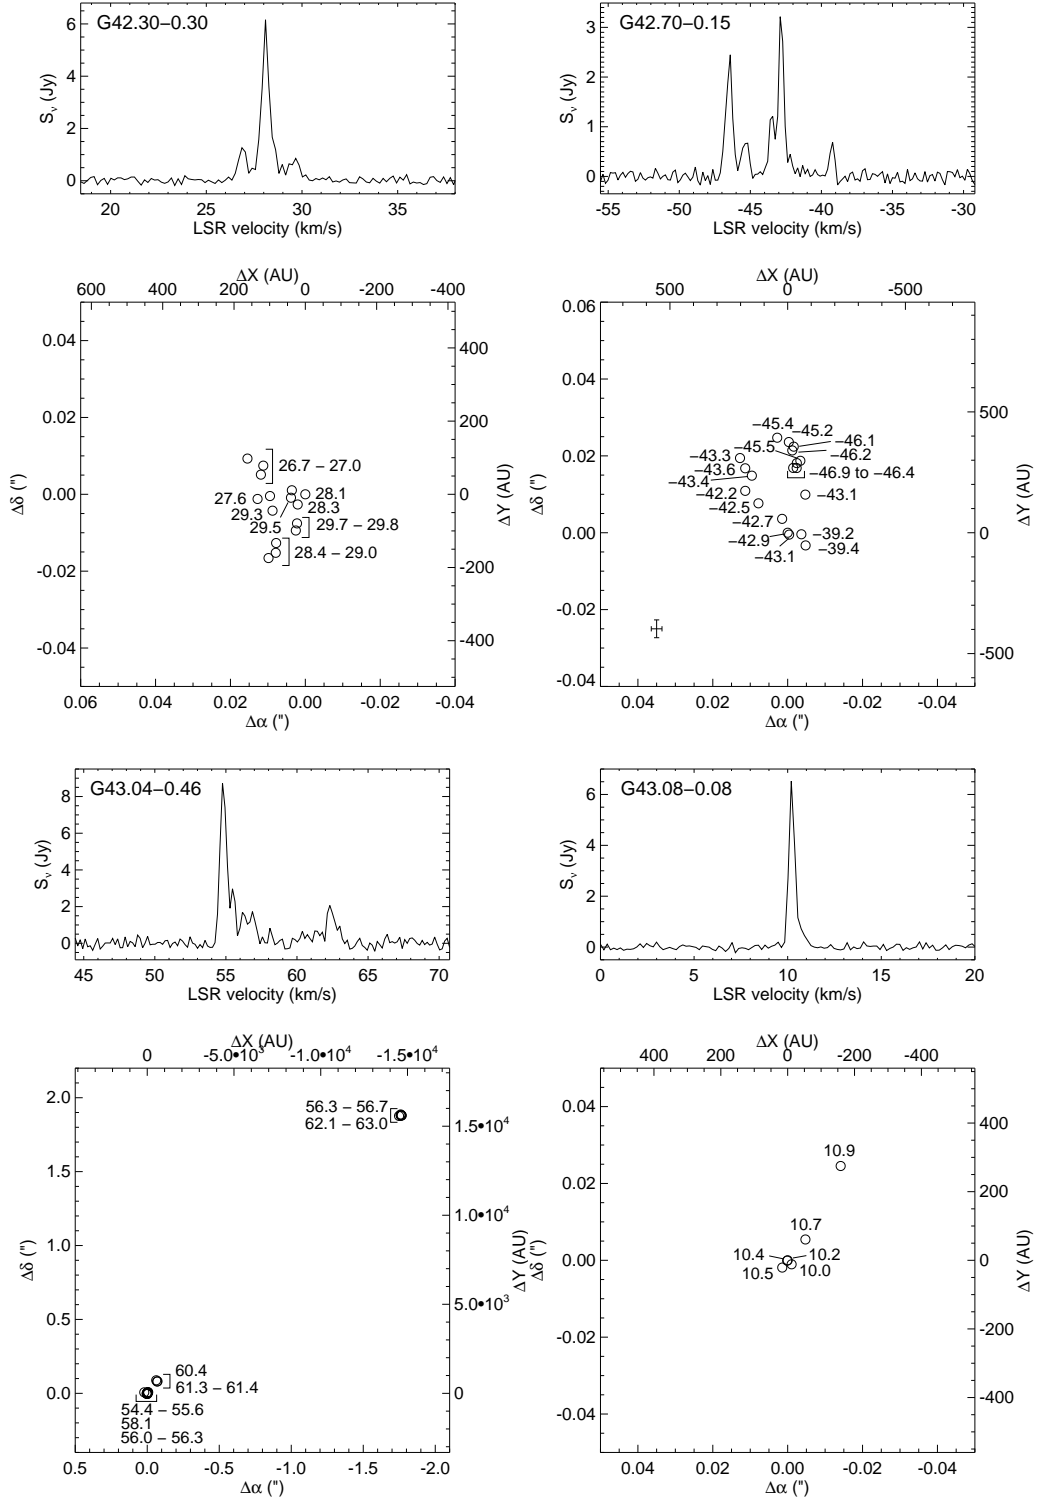 G42.30−0.30
6
4
2
0
Sν (Jy)
20 25 30 35
LSR velocity (km/s)
G42.70−0.15
3
2
1
0
Sν (Jy)
-55 -50 -45 -40 -35 -30
LSR velocity (km/s)
ΔX (AU)
600 400 200 0 -200 -400
0.04
0.02
0.00
-0.02
-0.04
Δδ (")
26.7 − 27.0
27.6
28.1
29.3
28.3
29.5
29.7 − 29.8
28.4 − 29.0
400
200
0
-200
-400
ΔY (AU)
0.06 0.04 0.02 0.00 -0.02 -0.04
Δα (")
ΔX (AU)
500 0 -500
0.06
0.04
0.02
0.00
-0.02
-0.04
Δδ (")
−45.4
−45.2
−45.5
−46.1
−43.3
−46.2
−43.6
−46.9 to −46.4
−43.4
−42.2
−43.1
−42.5
−42.7
−42.9
−39.2
−43.1
−39.4
500
0
-500
ΔY (AU)
0.04 0.02 0.00 -0.02 -0.04
Δα (")
G43.04−0.46
8
6
4
2
0
Sν (Jy)
45 50 55 60 65 70
LSR velocity (km/s)
G43.08−0.08
6
4
2
0
Sν (Jy)
0 5 10 15 20
LSR velocity (km/s)
ΔX (AU)
0 -5.0•10³ -1.0•10⁴ -1.5•10⁴
2.0
1.5
1.0
0.5
0.0
Δδ (")
56.3 − 56.7
62.1 − 63.0
60.4
61.3 − 61.4
54.4 − 55.6
58.1
56.0 − 56.3
1.5•10⁴
1.0•10⁴
5.0•10³
0
ΔY (AU)
0.5 0.0 -0.5 -1.0 -1.5 -2.0
Δα (")
ΔX (AU)
400 200 0 -200 -400
0.04
0.02
0.00
-0.02
-0.04
Δδ (")
10.9
10.7
10.4
10.2
10.5
10.0
400
200
0
-200
-400
ΔY (AU)
0.04 0.02 0.00 -0.02 -0.04
Δα (")